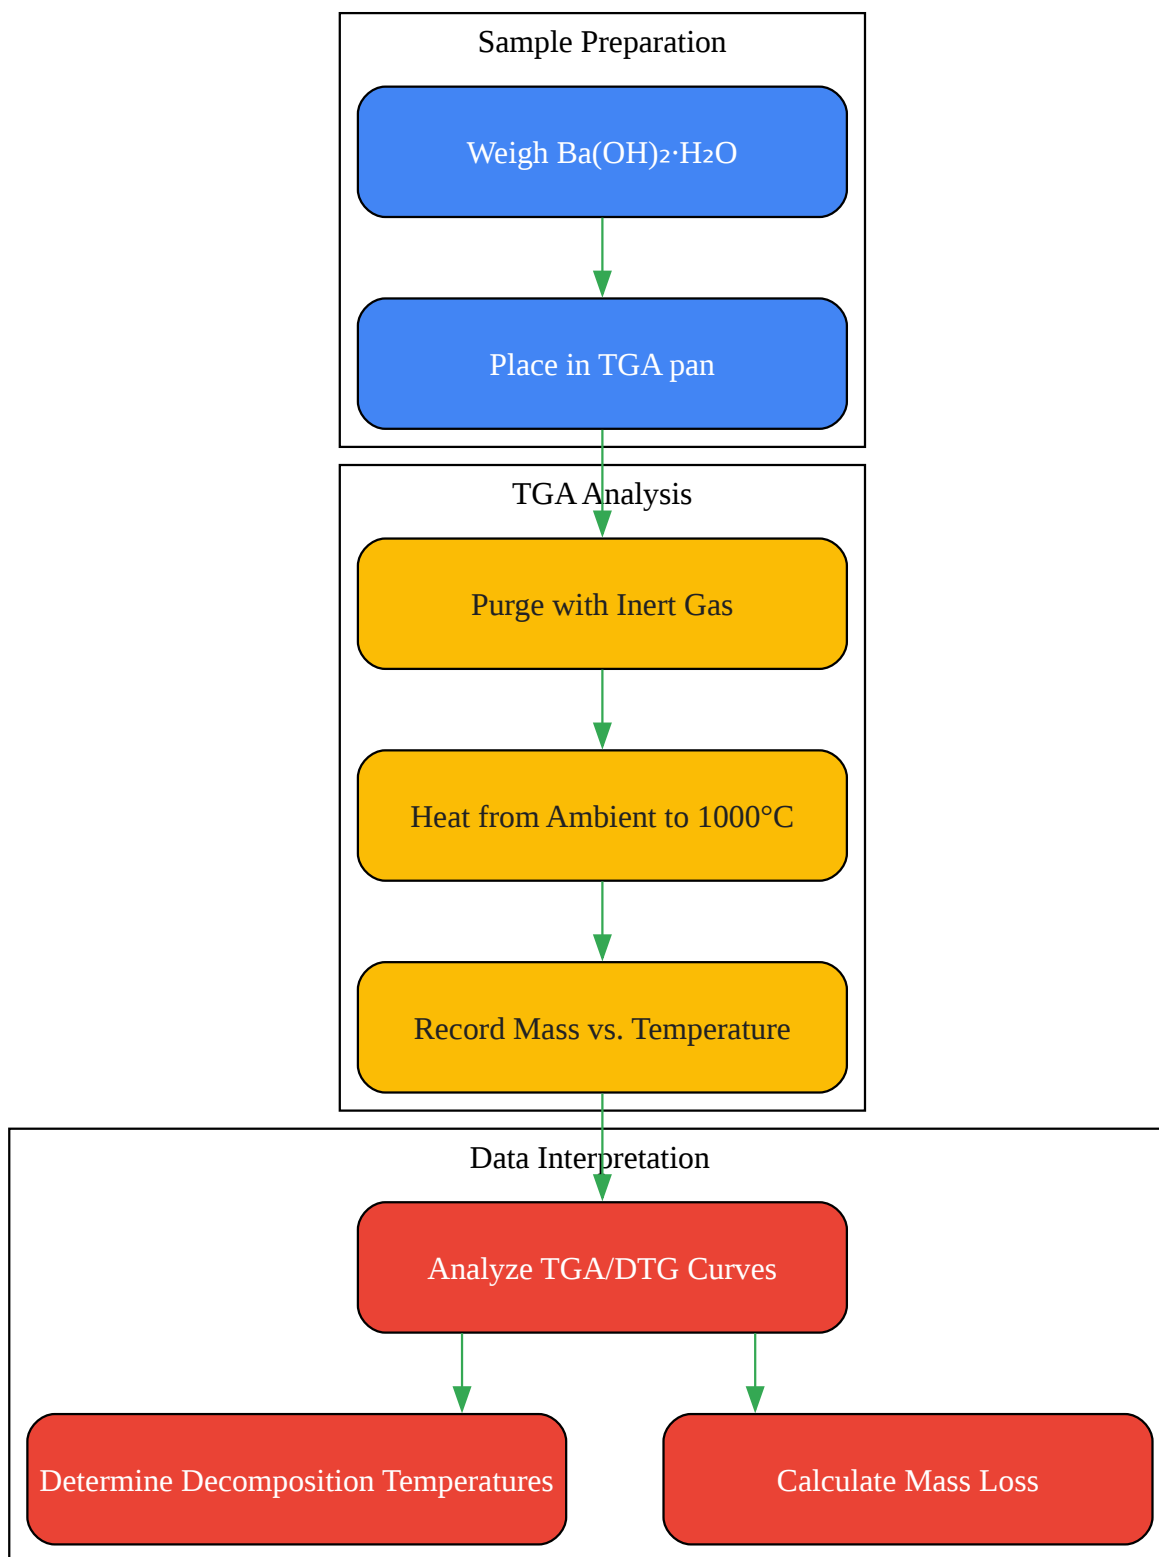 Sample Preparation
Weigh Ba(OH)₂·H₂O
Place in TGA pan
TGA Analysis
Purge with Inert Gas
Heat from Ambient to 1000°C
Record Mass vs. Temperature
Data Interpretation
Analyze TGA/DTG Curves
Determine Decomposition Temperatures
Calculate Mass Loss